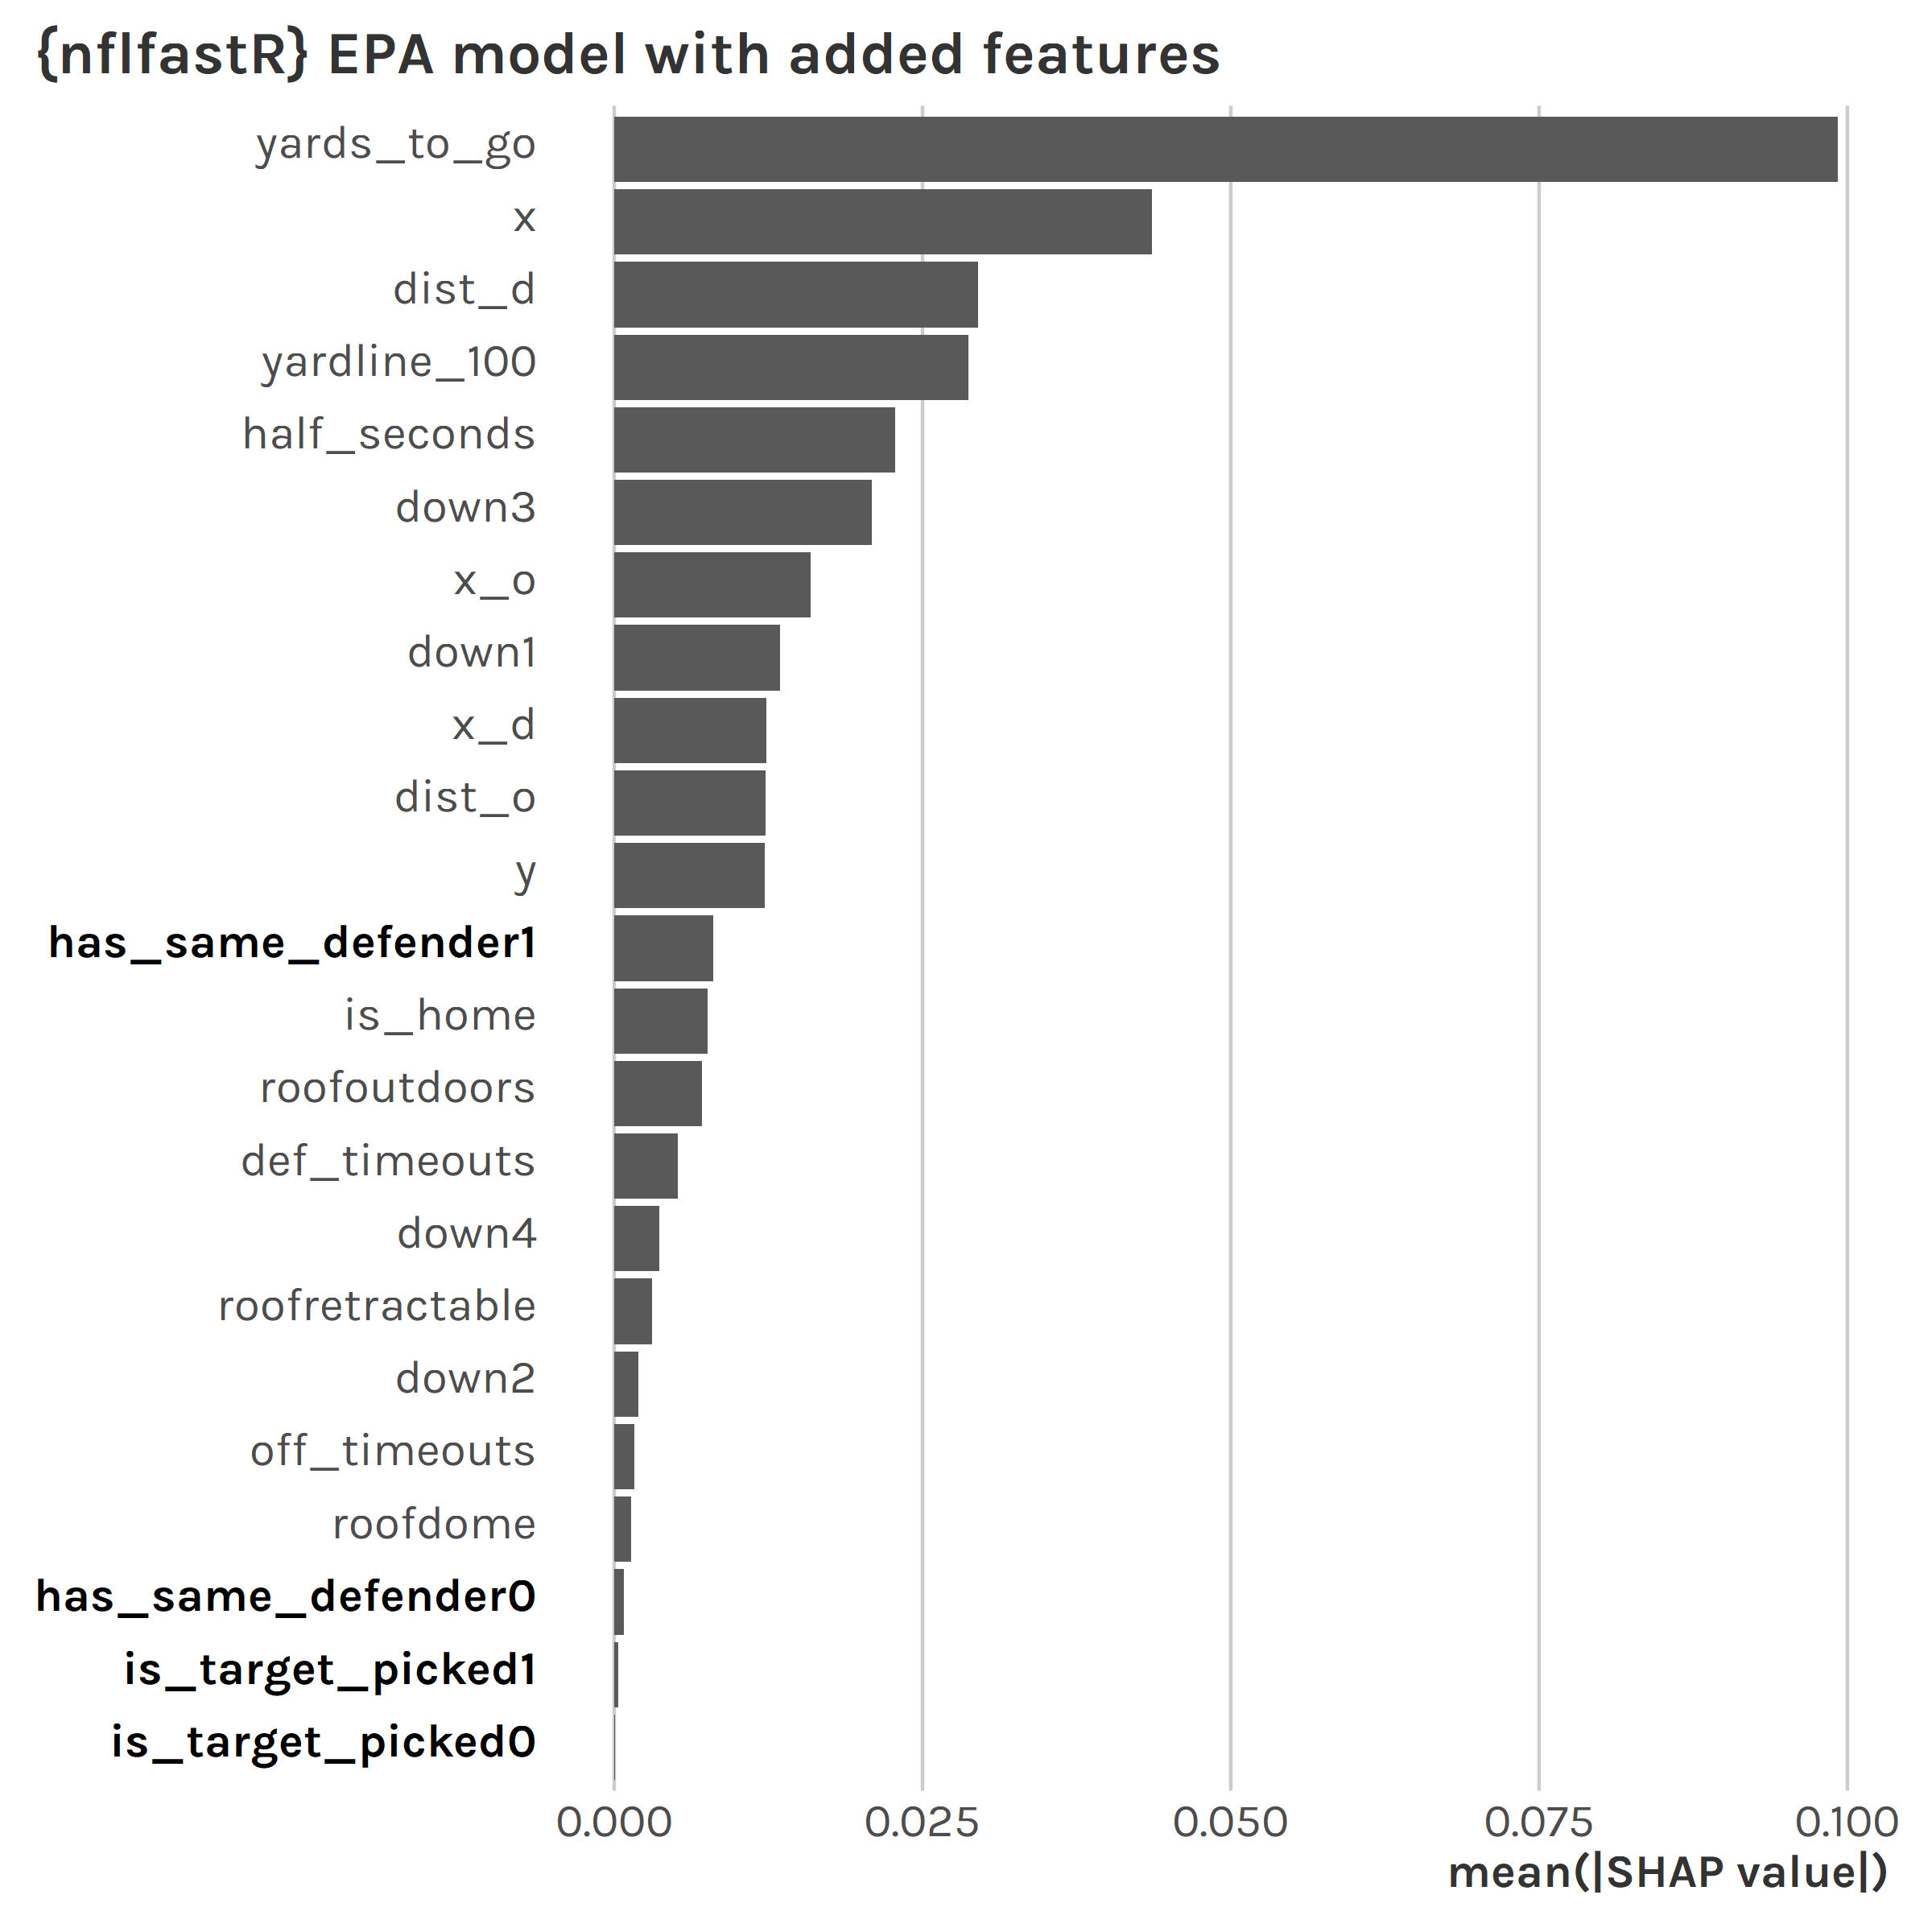 {nflfastR} EPA model with added features
yards_to_go
x
dist_d
yardline_100
half_seconds
down3
x_o
down1
x_d
dist_o
y
has_same_defender1
is_home
roofoutdoors
def_timeouts
down4
roofretractable
down2
off_timeouts
roofdome
has_same_defender0
is_target_picked1
is_target_picked0
0.000 0.025 0.050 0.075 0.100
mean(|SHAP value|)